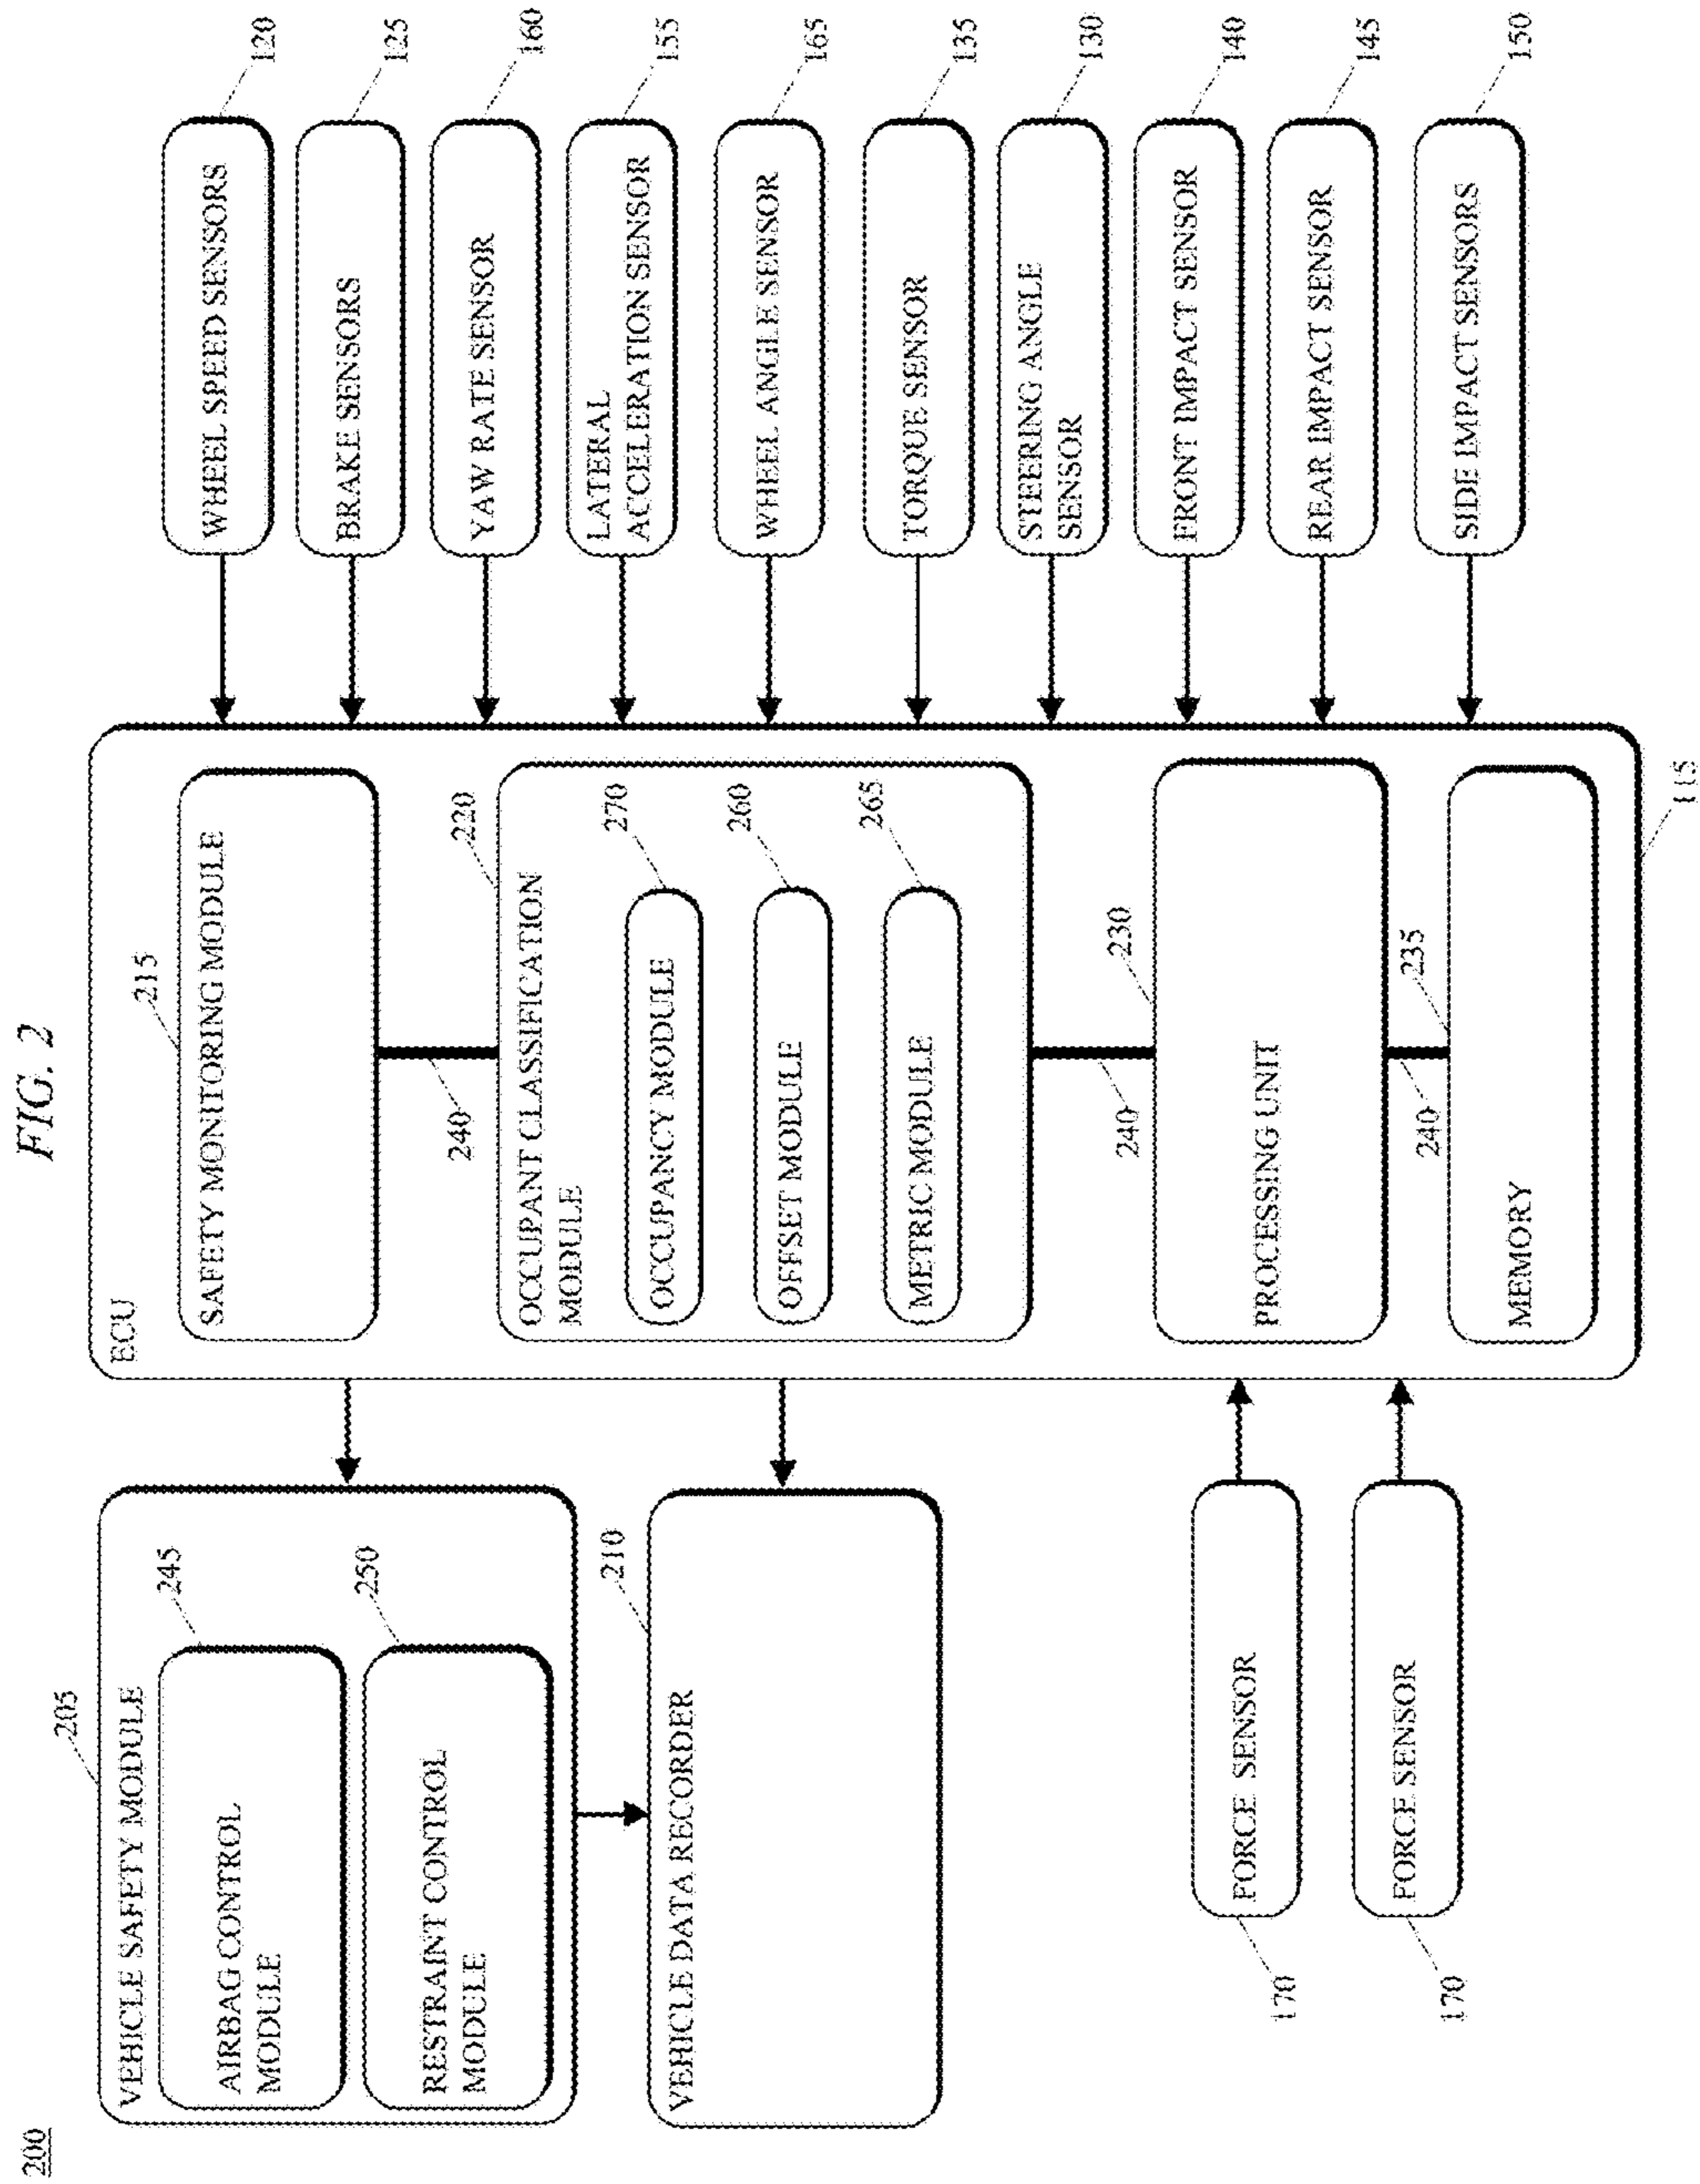 FIG. 2
200
205
VEHICLE SAFETY MODULE
245
AIRBAG CONTROL
MODULE
250
RESTRAINT CONTROL
MODULE
210
VEHICLE DATA RECORDER
FORCE SENSOR
170
FORCE SENSOR
170
ECU
215
SAFETY MONITORING MODULE
240
220
OCCUPANT CLASSIFICATION
MODULE
270
OCCUPANCY MODULE
260
OFFSET MODULE
265
METRIC MODULE
240
230
PROCESSING UNIT
240
235
MEMORY
115
WHEEL SPEED SENSORS
120
BRAKE SENSORS
125
YAW RATE SENSOR
160
LATERAL
ACCELERATION SENSOR
155
WHEEL ANGLE SENSOR
165
TORQUE SENSOR
135
STEERING ANGLE
SENSOR
130
FRONT IMPACT SENSOR
140
REAR IMPACT SENSOR
145
SIDE IMPACT SENSORS
150